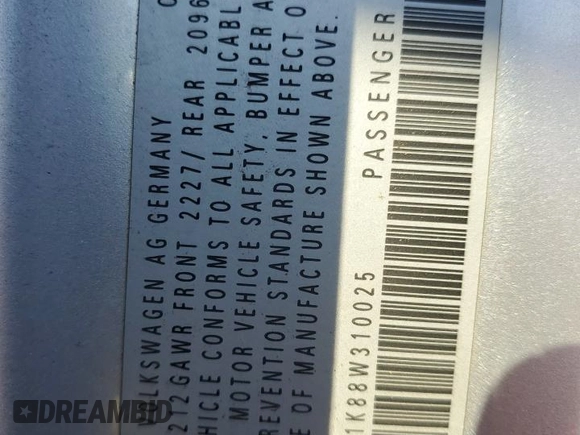 LKSWAGEN AG GERMANY
212 GAWR FRONT 2227/ REAR 2096
HICLE CONFORMS TO ALL APPLICABL
MOTOR VEHICLE SAFETY, BUMPER A
REVENTION STANDARDS IN EFFECT O
E OF MANUFACTURE SHOWN ABOVE.
1K88W310025 PASSENGER
DREAMBID